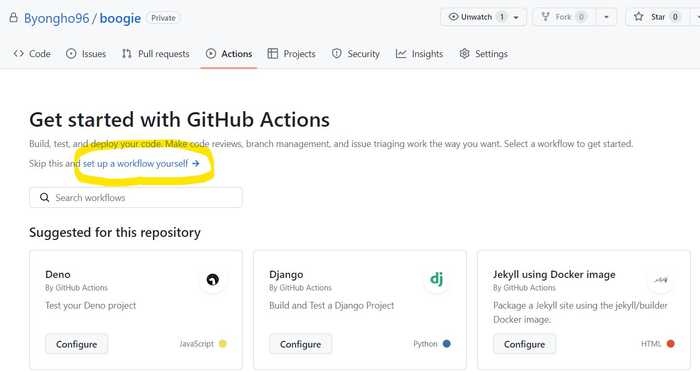 Byongho96 / boogie Private
Unwatch 1
Fork 0
Star 0
Code
Issues
Pull requests
Actions
Projects
Security
Insights
Settings
Get started with GitHub Actions
Build, test, and deploy your code. Make code reviews, branch management, and issue triaging work the way you want. Select a workflow to get started.
Skip this and set up a workflow yourself →
Search workflows
Suggested for this repository
Deno
By GitHub Actions
Test your Deno project
Configure
JavaScript
Django
By GitHub Actions
Build and Test a Django Project
dj
Configure
Python
Jekyll using Docker image
By GitHub Actions
Package a Jekyll site using the jekyll/builder
Docker image.
Configure
HTML